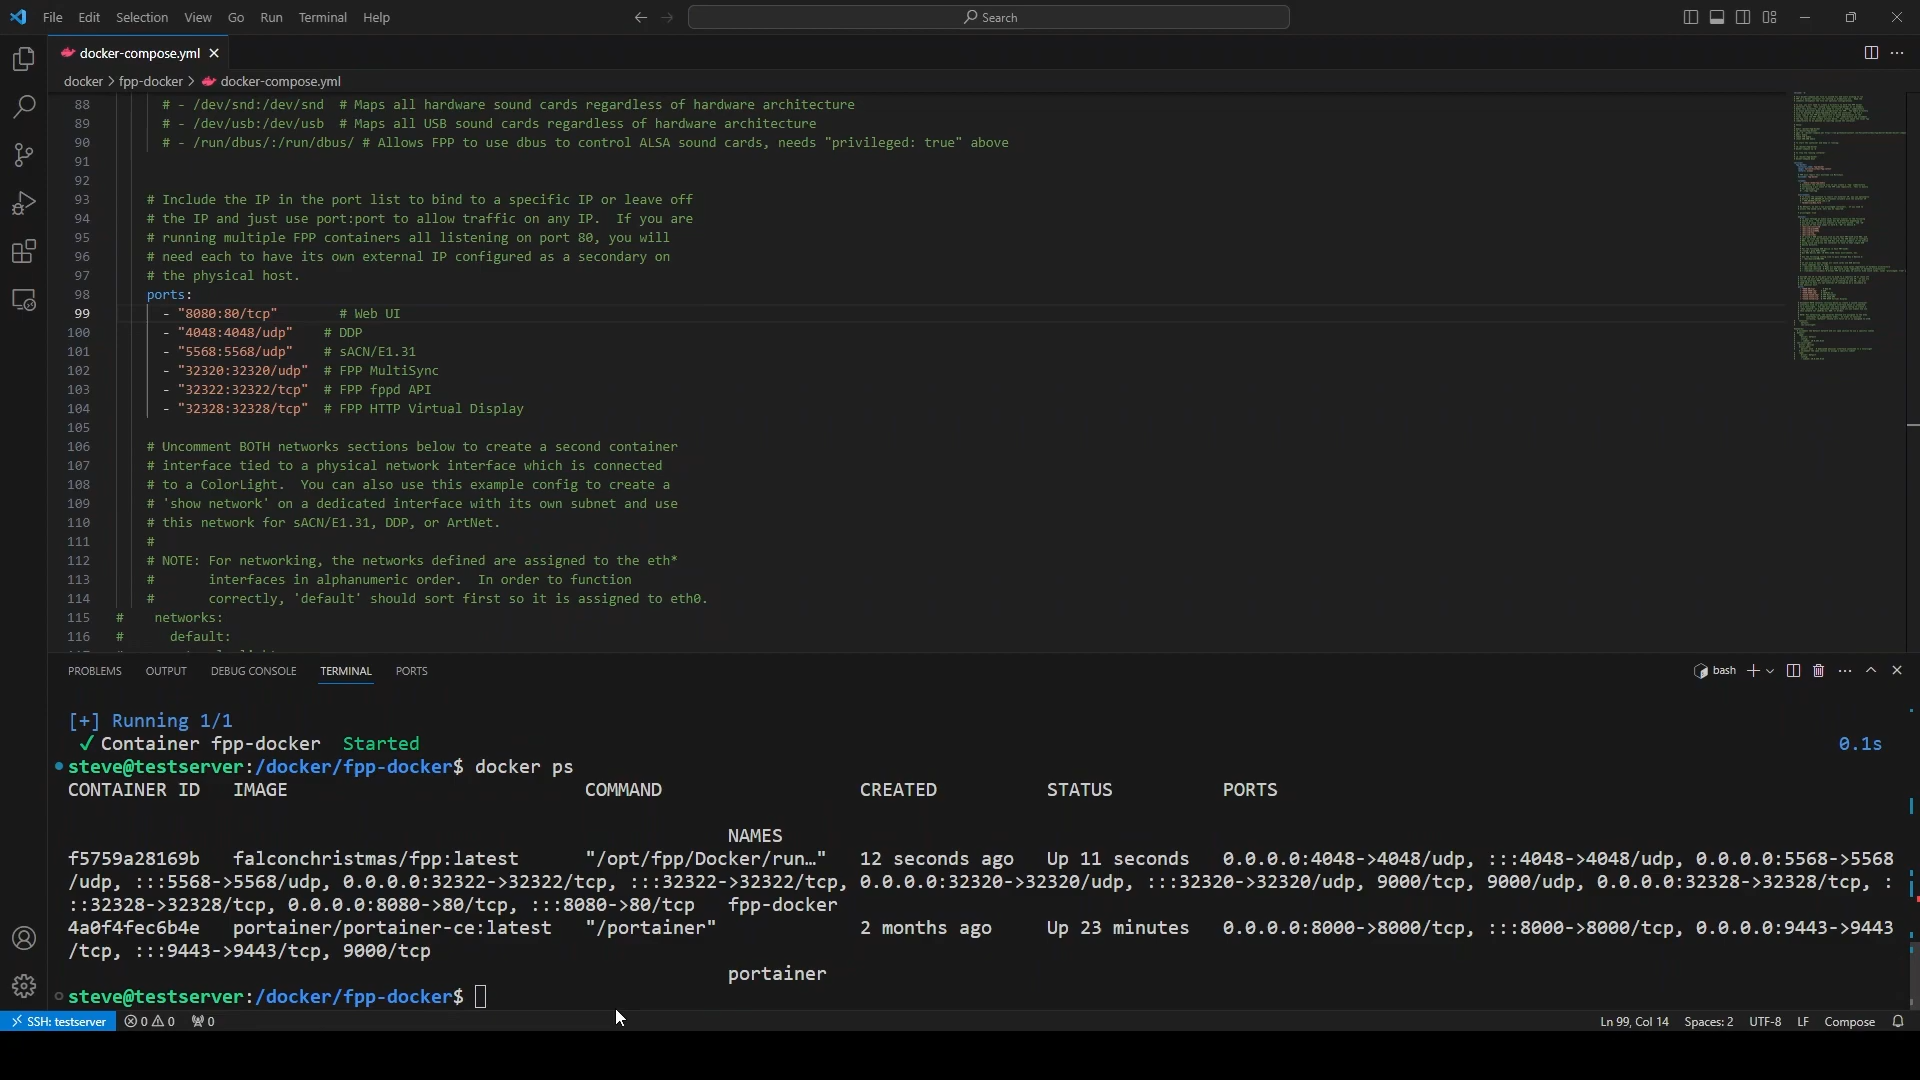 File Edit Selection View Go Run Terminal Help
Search
docker-compose.yml
docker > fpp-docker > docker-compose.yml
88 # - /dev/snd:/dev/snd # Maps all hardware sound cards regardless of hardware architecture
89 # - /dev/usb:/dev/usb # Maps all USB sound cards regardless of hardware architecture
90 # - /run/dbus/:/run/dbus/ # Allows FPP to use dbus to control ALSA sound cards, needs "privileged: true" above
91
92
93 # Include the IP in the port list to bind to a specific IP or leave off
94 # the IP and just use port:port to allow traffic on any IP. If you are
95 # running multiple FPP containers all listening on port 80, you will
96 # need each to have its own external IP configured as a secondary on
97 # the physical host.
98 ports:
99 - "8080:80/tcp" # Web UI
100 - "4048:4048/udp" # DDP
101 - "5568:5568/udp" # sACN/E1.31
102 - "32320:32320/udp" # FPP MultiSync
103 - "32322:32322/tcp" # FPP fppd API
104 - "32328:32328/tcp" # FPP HTTP Virtual Display
105
106 # Uncomment BOTH networks sections below to create a second container
107 # interface tied to a physical network interface which is connected
108 # to a ColorLight. You can also use this example config to create a
109 # 'show network' on a dedicated interface with its own subnet and use
110 # this network for sACN/E1.31, DDP, or ArtNet.
111 #
112 # NOTE: For networking, the networks defined are assigned to the eth*
113 # interfaces in alphanumeric order. In order to function
114 # correctly, 'default' should sort first so it is assigned to eth0.
115 # networks:
116 # default:
PROBLEMS OUTPUT DEBUG CONSOLE TERMINAL PORTS
bash
[+] Running 1/1
✓ Container fpp-docker Started 0.1s
steve@testserver:/docker/fpp-docker$ docker ps
CONTAINER ID IMAGE COMMAND CREATED STATUS PORTS
NAMES
f5759a28169b falconchristmas/fpp:latest "/opt/fpp/Docker/run…" 12 seconds ago Up 11 seconds 0.0.0.0:4048->4048/udp, :::4048->4048/udp, 0.0.0.0:5568->5568
/udp, :::5568->5568/udp, 0.0.0.0:32322->32322/tcp, :::32322->32322/tcp, 0.0.0.0:32320->32320/udp, :::32320->32320/udp, 9000/tcp, 9000/udp, 0.0.0.0:32328->32328/tcp, :
::32328->32328/tcp, 0.0.0.0:8080->80/tcp, :::8080->80/tcp fpp-docker
4a0f4fec6b4e portainer/portainer-ce:latest "/portainer" 2 months ago Up 23 minutes 0.0.0.0:8000->8000/tcp, :::8000->8000/tcp, 0.0.0.0:9443->9443
/tcp, :::9443->9443/tcp, 9000/tcp
portainer
steve@testserver:/docker/fpp-docker$
SSH: testserver 0 0 0 Ln 99, Col 14 Spaces: 2 UTF-8 LF Compose